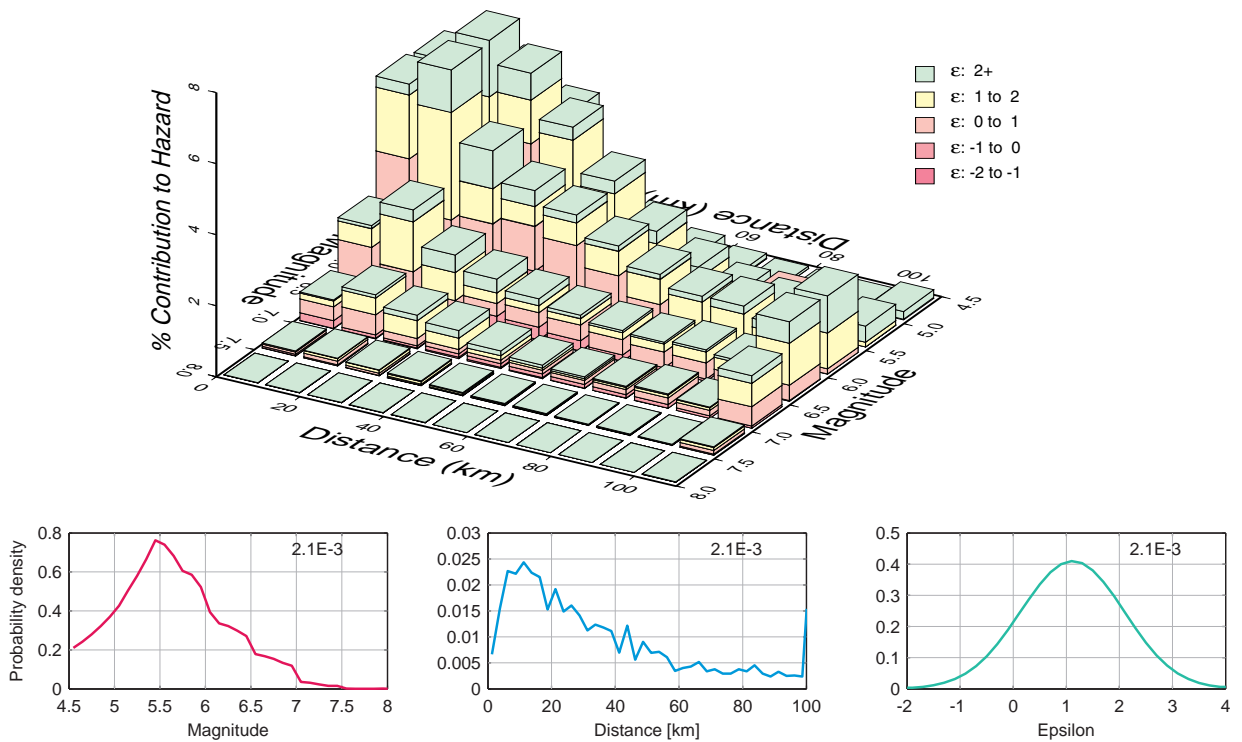 8
6
4
2
0
% Contribution to Hazard
ε: 2+
ε: 1 to 2
ε: 0 to 1
ε: -1 to 0
ε: -2 to -1
Distance (km)
60
80
100
Magnitude
7.0
7.5
8.0
4.5
5.0
5.5
6.0
6.5
7.0
7.5
8.0
Magnitude
20
40
60
80
100
Distance (km)
Probability density
0.8
0.6
0.4
0.2
0
2.1E-3
4.5 5 5.5 6 6.5 7 7.5 8
Magnitude
0.03
0.025
0.02
0.015
0.01
0.005
0
2.1E-3
0 20 40 60 80 100
Distance [km]
0.5
0.4
0.3
0.2
0.1
0
2.1E-3
-2 -1 0 1 2 3 4
Epsilon